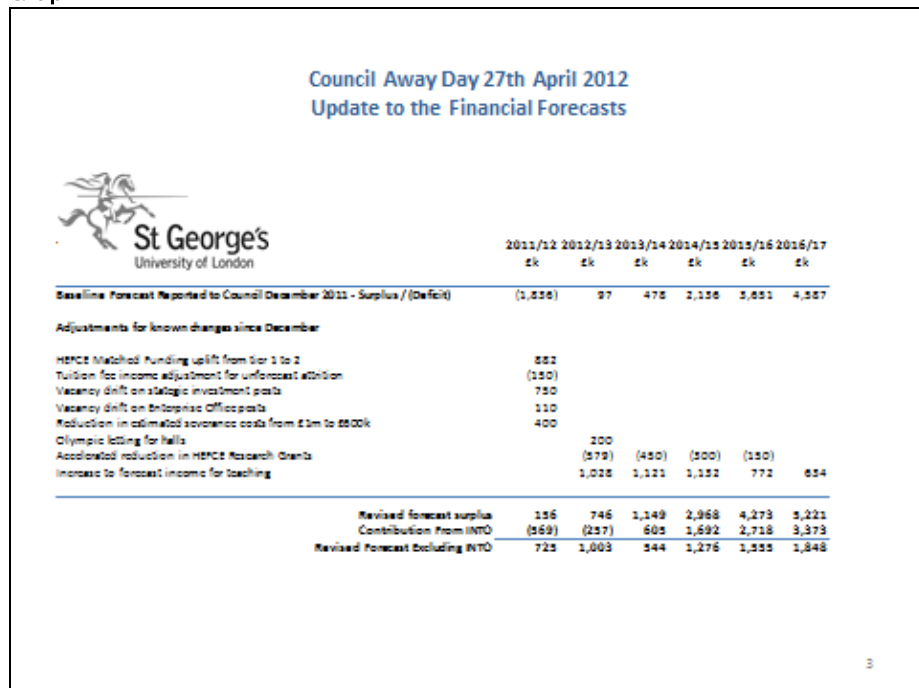 Council Away Day 27th April 2012
Update to the Financial Forecasts
St George's
University of London
2011/12 2012/13 2013/14 2014/15 2015/16 2016/17
£k £k £k £k £k £k
Baseline Forecast Reported to Council December 2011 - Surplus / (Deficit) (1,836) 97 478 2,136 3,651 4,587
Adjustments for known changes since December
HEFCE Matched Funding uplift from tier 1 to 2 882
Tuition fee income adjustment for unforecast attrition (150)
Vacancy drift on stategic investment posts 750
Vacancy drift on Enterprise Office posts 110
Reduction in estimated severance costs from £1m to £600k 400
Olympic letting for halls 200
Accelerated reduction in HEFCE Research Grants (579) (450) (300) (150)
Increase to forecast income for teaching 1,028 1,121 1,132 772 634
Revised forecast surplus 156 746 1,149 2,968 4,273 5,221
Contribution From INTO (569) (257) 605 1,692 2,718 3,373
Revised Forecast Excluding INTO 725 1,003 544 1,276 1,555 1,848
3